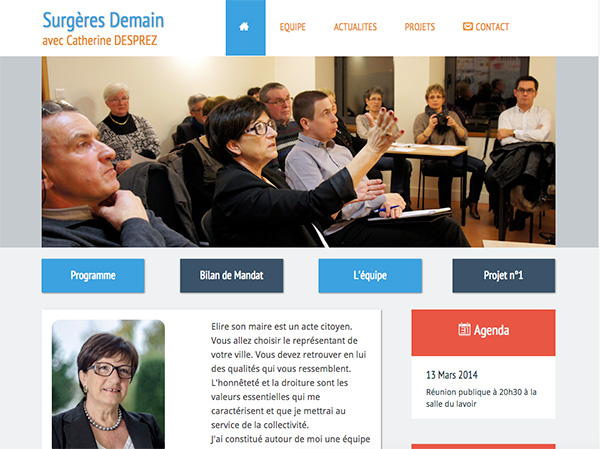 Surgères Demain
avec Catherine DESPREZ
EQUIPE
ACTUALITES
PROJETS
CONTACT
Programme
Bilan de Mandat
L'équipe
Projet n°1
Elire son maire est un acte citoyen.
Vous allez choisir le représentant de
votre ville. Vous devez retrouver en lui
des qualités qui vous ressemblent.
L'honnêteté et la droiture sont les
valeurs essentielles qui me
caractérisent et que je mettrai au
service de la collectivité.
J'ai constitué autour de moi une équipe
Agenda
13 Mars 2014
Réunion publique à 20h30 à la
salle du lavoir